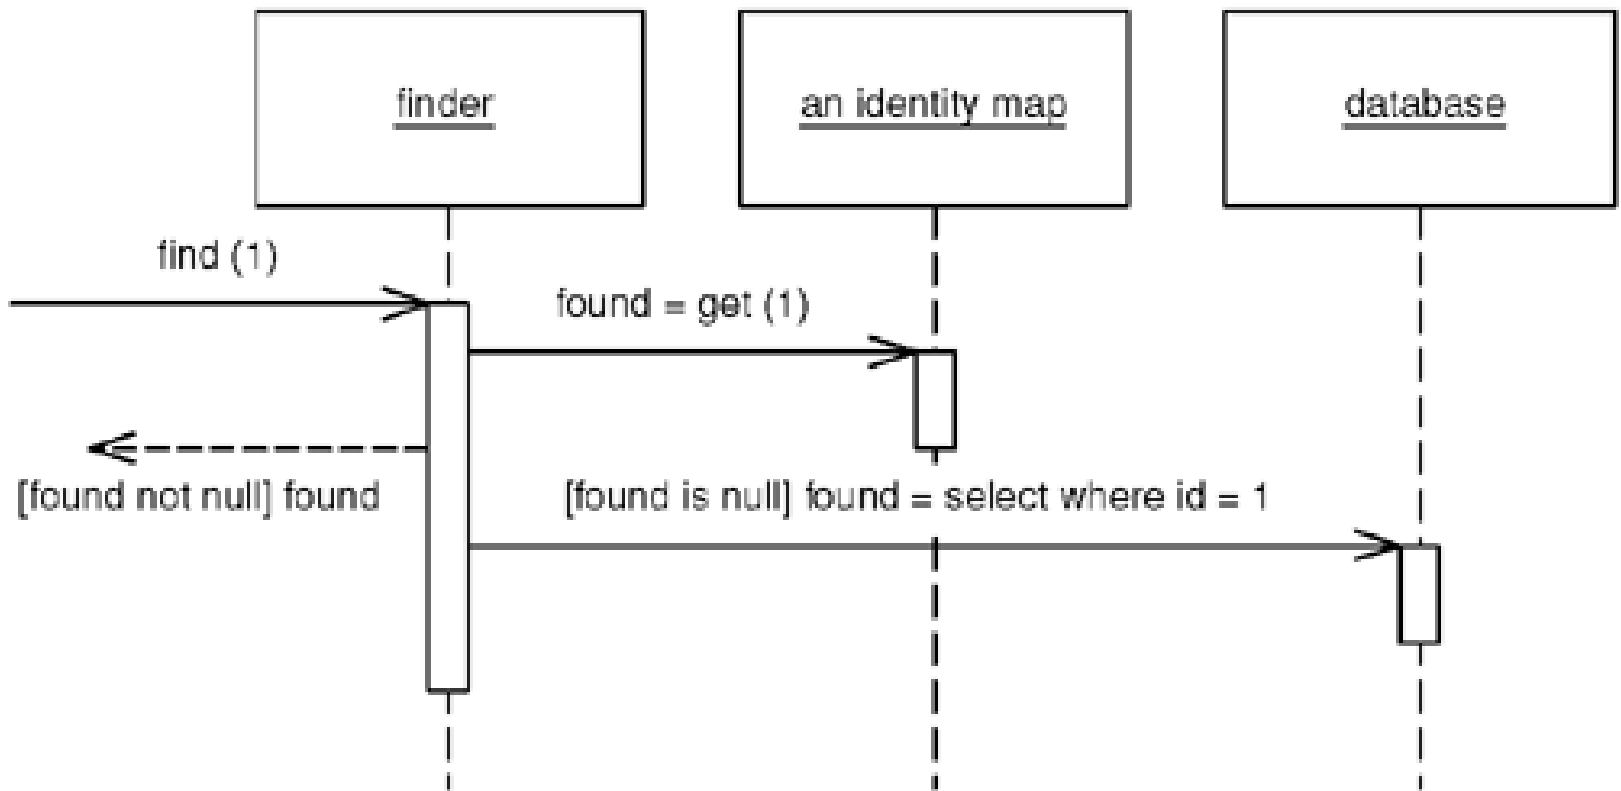 finder
an identity map
database
find (1)
found = get (1)
[found not null] found
[found is null] found = select where id = 1